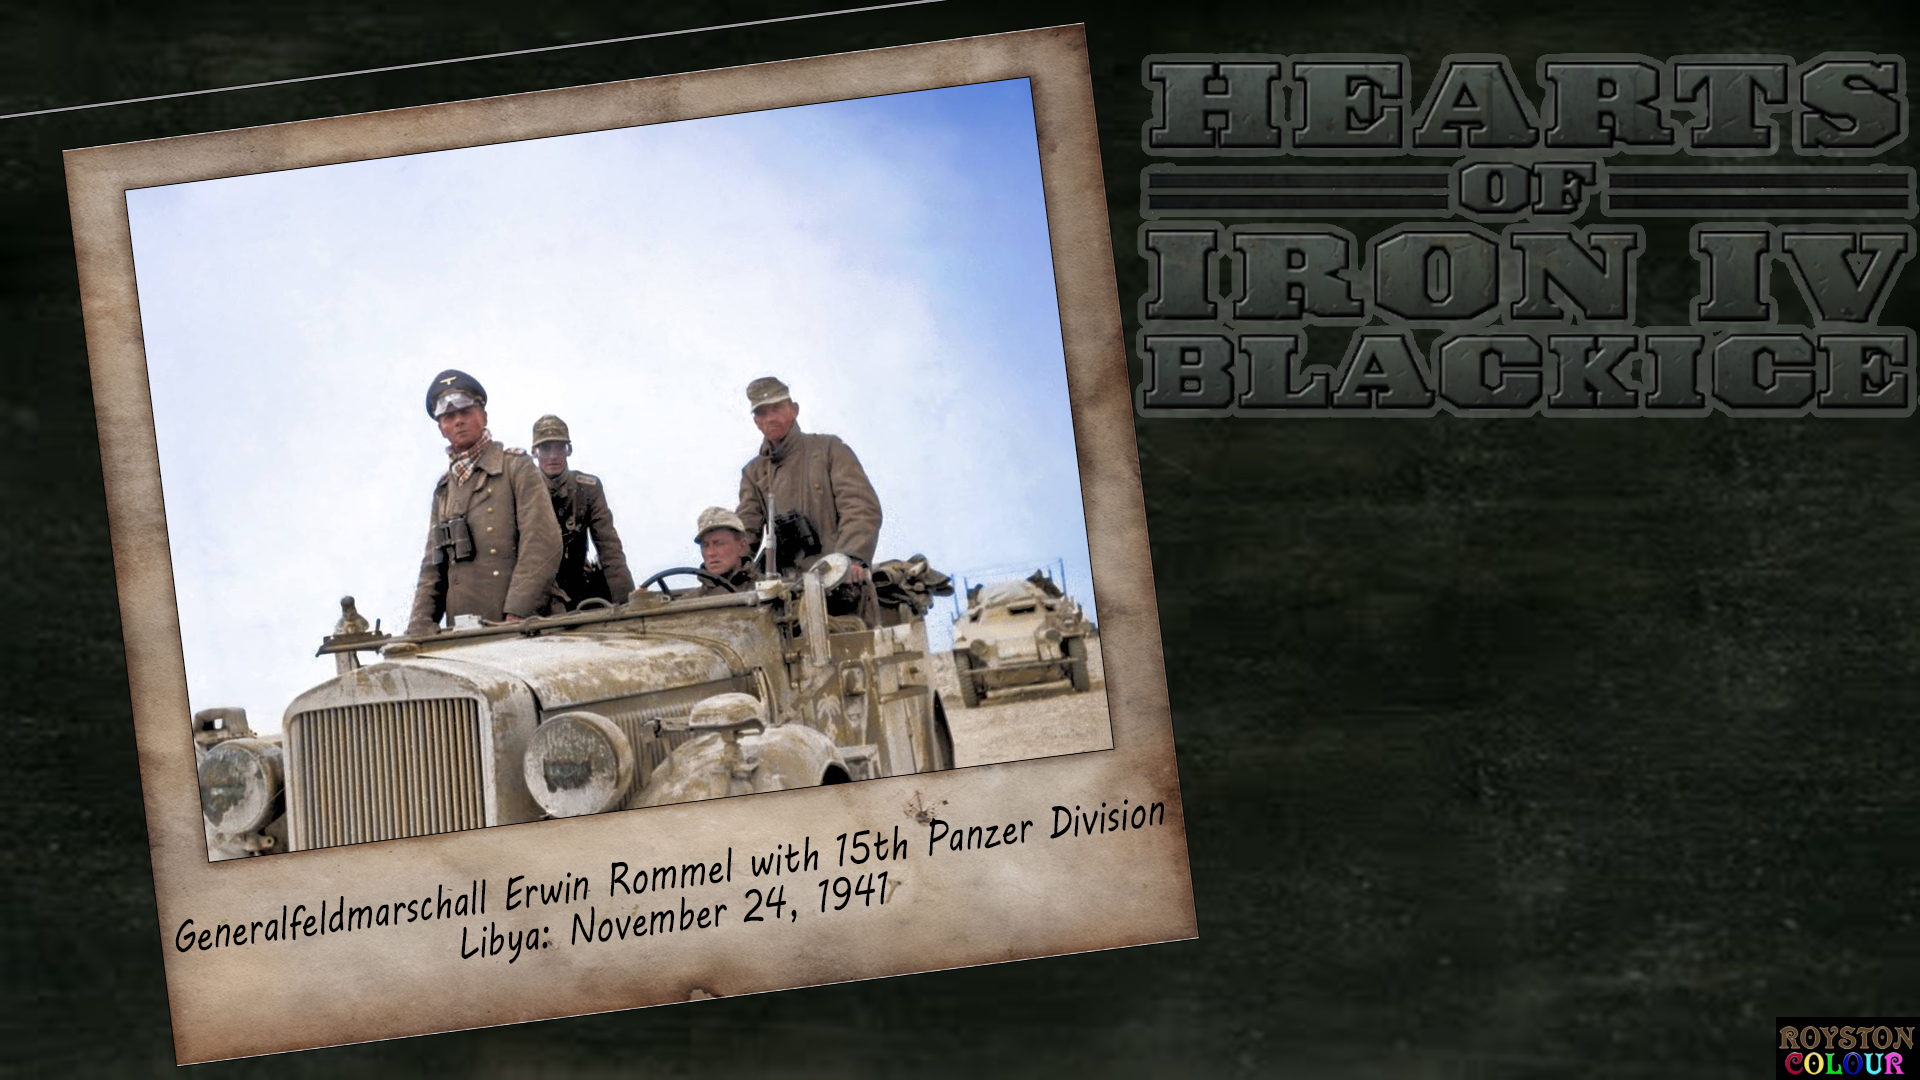 HEARTS
OF
IRON IV
BLACKICE
Generalfeldmarschall Erwin Rommel with 15th Panzer Division
Libya: November 24, 1941
ROYSTON
COLOUR